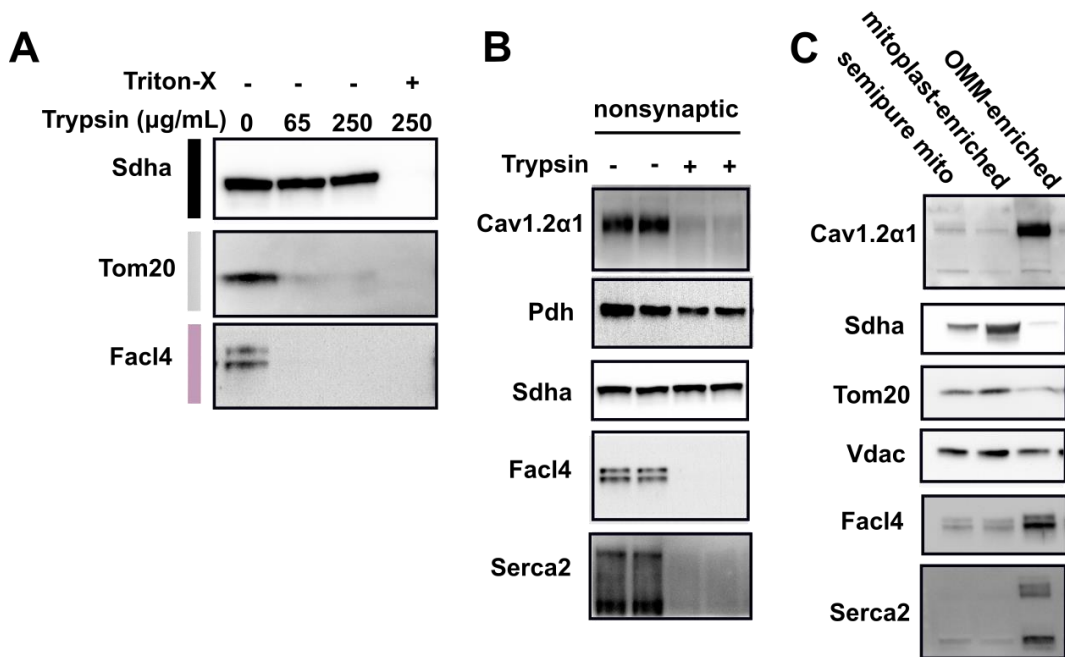 A
Triton-X - - - +
Trypsin (µg/mL) 0 65 250 250
Sdha
Tom20
Facl4
B
nonsynaptic
Trypsin - - + +
Cav1.2α1
Pdh
Sdha
Facl4
Serca2
C
semipure mito
mitoplast-enriched
OMM-enriched
Cav1.2α1
Sdha
Tom20
Vdac
Facl4
Serca2